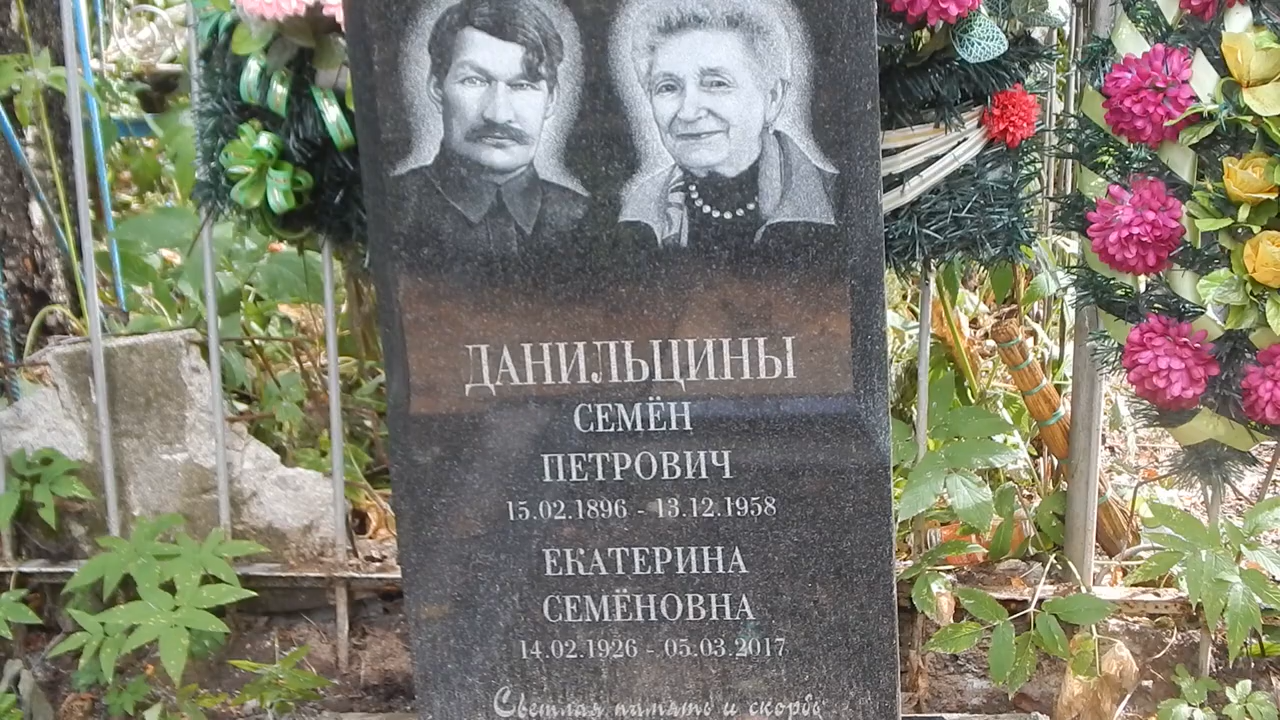 ДАНИЛЬЦИНЫ
СЕМЁН
ПЕТРОВИЧ
15.02.1896 - 13.12.1958
ЕКАТЕРИНА
СЕМЁНОВНА
14.02.1926 - 05.03.2017
Светлая память и скорбь